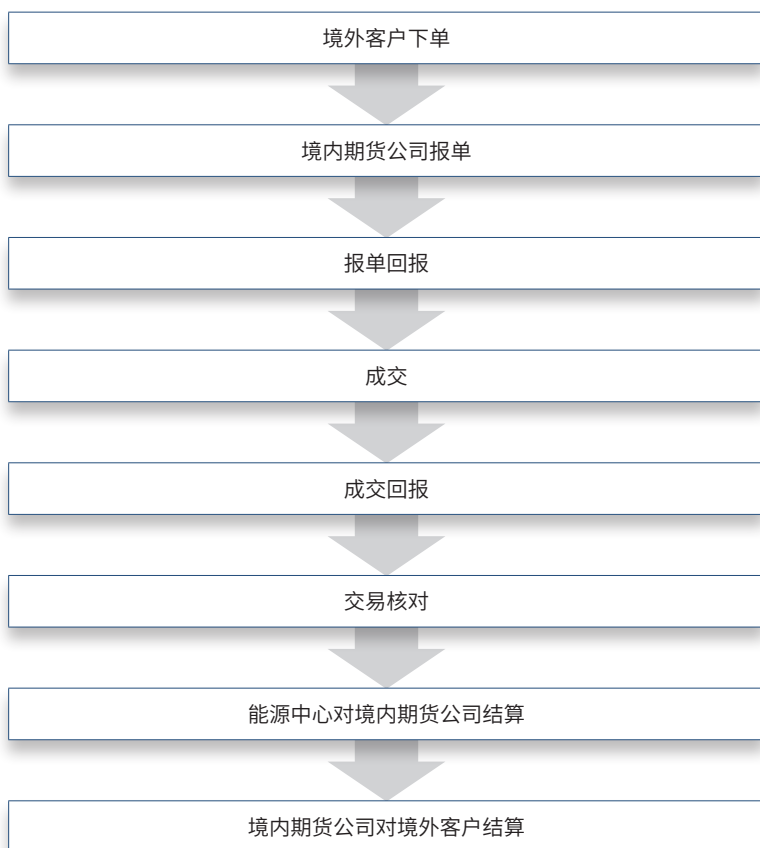 境外客户下单
境内期货公司报单
报单回报
成交
成交回报
交易核对
能源中心对境内期货公司结算
境内期货公司对境外客户结算